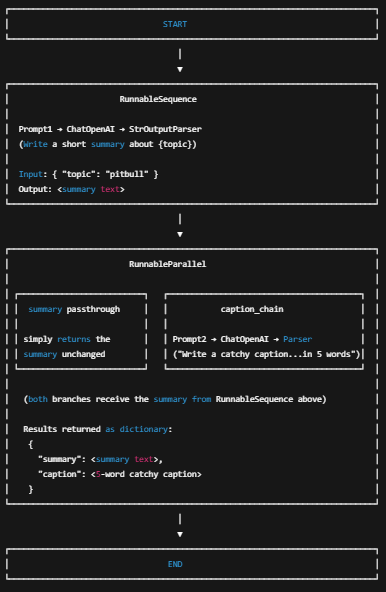 START
RunnableSequence
Prompt1 → ChatOpenAI → StrOutputParser
(Write a short summary about {topic})
Input: { "topic": "pitbull" }
Output: <summary text>
RunnableParallel
summary passthrough
simply returns the
summary unchanged
caption_chain
Prompt2 → ChatOpenAI → Parser
("Write a catchy caption...in 5 words")
(both branches receive the summary from RunnableSequence above)
Results returned as dictionary:
{
"summary": <summary text>,
"caption": <5-word catchy caption>
}
END